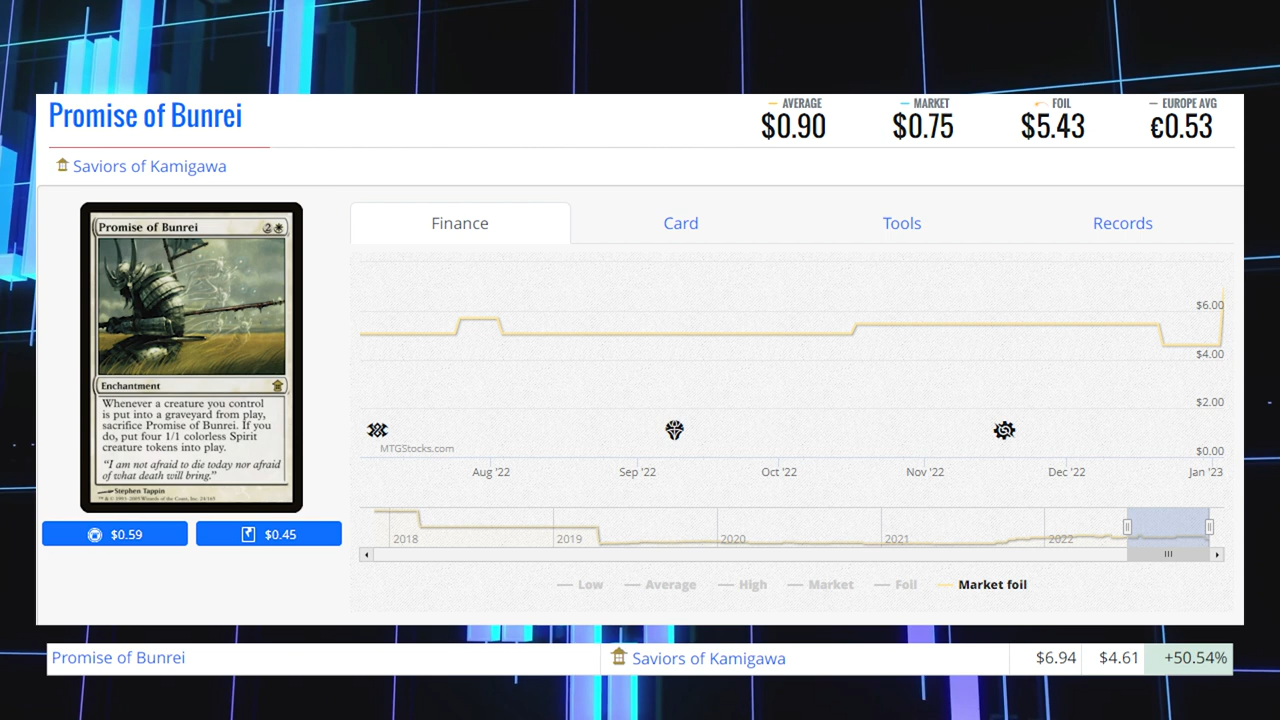 Promise of Bunrei
AVERAGE
$0.90
MARKET
$0.75
FOIL
$5.43
EUROPE AVG
€0.53
Saviors of Kamigawa
Promise of Bunrei 2
Enchantment
Whenever a creature you control
is put into a graveyard from play,
sacrifice Promise of Bunrei. If you
do, put four 1/1 colorless Spirit
creature tokens into play.
“I am not afraid to die today nor afraid
of what death will bring.”
Stephen Tappin
$0.59
$0.45
Finance
Card
Tools
Records
$6.00
$4.00
$2.00
$0.00
MTGStocks.com
Aug '22
Sep '22
Oct '22
Nov '22
Dec '22
Jan '23
2018
2019
2020
2021
2022
Low
Average
High
Market
Foil
Market foil
Promise of Bunrei
Saviors of Kamigawa
$6.94
$4.61
+50.54%